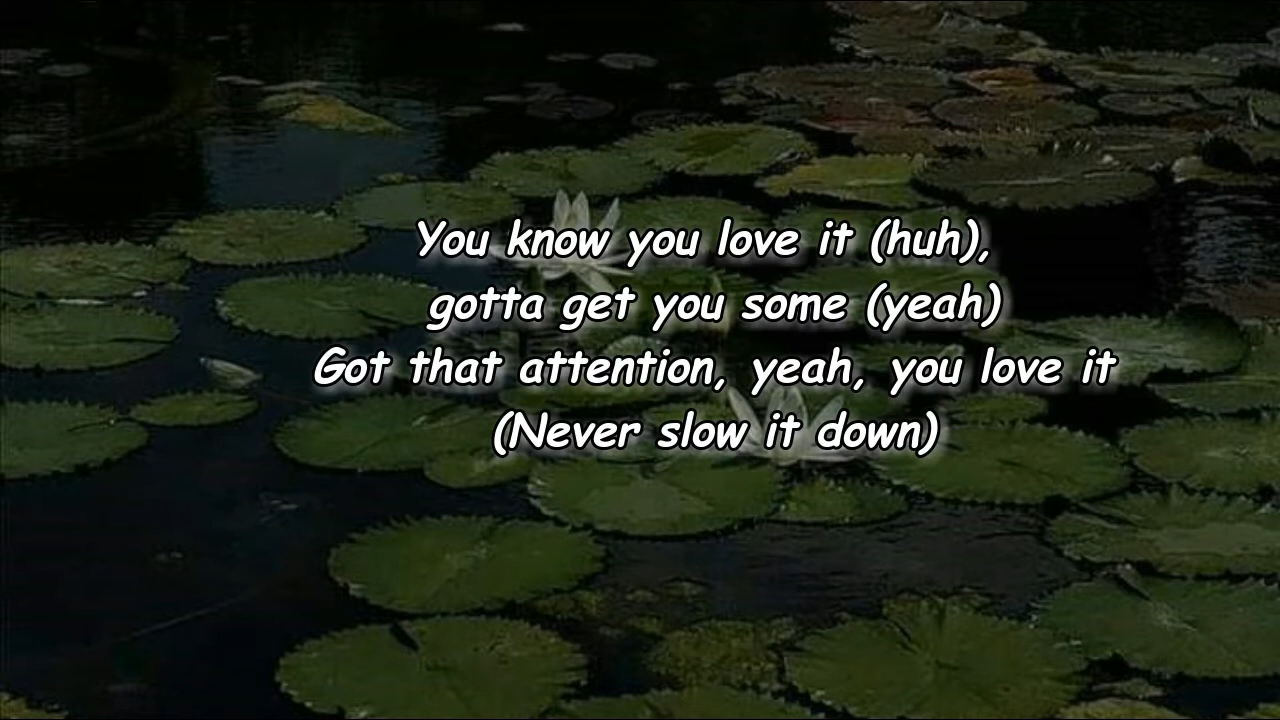 You know you love it (huh),
gotta get you some (yeah)
Got that attention, yeah, you love it
(Never slow it down)